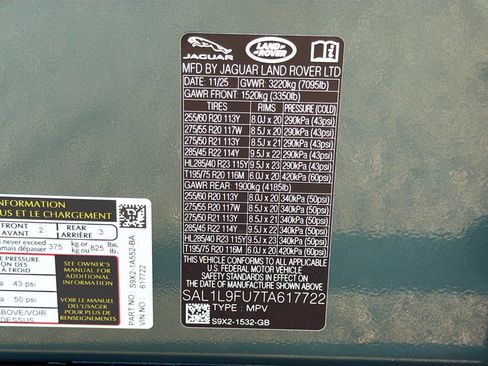 JAGUAR
LAND-ROVER
MFD BY JAGUAR LAND ROVER LTD
DATE: 11/25 GVWR: 3220kg (7095lb)
GAWR FRONT: 1520kg (3350lb)
TIRES RIMS PRESSURE (COLD)
255/60 R20 113Y 8.0J x 20 290kPa (43psi)
275/55 R20 117W 8.0J x 20 290kPa (43psi)
275/50 R21 113Y 8.5J x 21 290kPa (43psi)
285/45 R22 114Y 9.5J x 22 290kPa (43psi)
HL285/40 R23 115Y 9.5J x 23 290kPa (43psi)
T195/75 R20 116M 6.0J x 20 420kPa (60psi)
GAWR REAR: 1900kg (4185lb)
255/60 R20 113Y 8.0J x 20 340kPa (50psi)
275/55 R20 117W 8.0J x 20 340kPa (50psi)
275/50 R21 113Y 8.5J x 21 340kPa (50psi)
285/45 R22 114Y 9.5J x 22 340kPa (50psi)
HL285/40 R23 115Y 9.5J x 23 340kPa (50psi)
T195/75 R20 116M 6.0J x 20 420kPa (60psi)
THIS VEHICLE CONFORMS TO ALL
APPLICABLE U.S. FEDERAL MOTOR VEHICLE
SAFETY STANDARDS IN EFFECT ON
THE DATE OF MANUFACTURE SHOWN ABOVE.
SAL1L9FU7TA617722
TYPE : MPV
S9X2-1532-GB
INFORMATION
US ET LE CHARGEMENT
FRONT
AVANT 2
REAR
ARRIÈRE 3
never exceed
jamais dépasser 375 kg or 825 lbs.
kg ou lb.
PRESSURE
À FROID
43 psi
50 psi
ABOVE/VOIR
DESSUS
SEE OWNER'S
MANUAL FOR
ADDITIONAL
INFORMATION
VOIR LE MANUEL
DE L'USAGER
POUR PLUS DE
PART NO S9X2-1A552-BA
VIN NO 617722